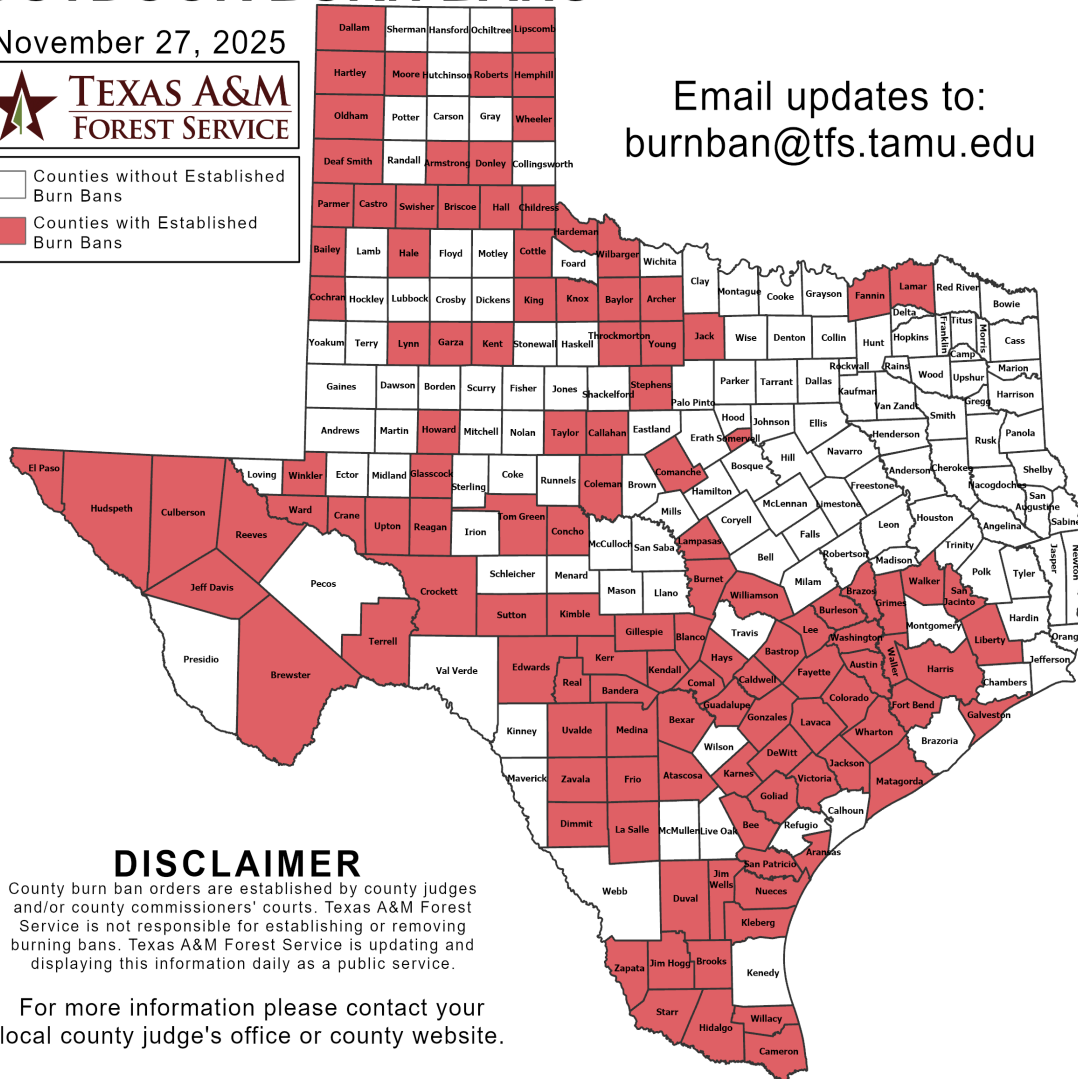 November 27, 2025
TEXAS A&M
FOREST SERVICE
Counties without Established
Burn Bans
Counties with Established
Burn Bans
Email updates to:
burnban@tfs.tamu.edu
Dallam Sherman Hansford Ochiltree Lipscomb
Hartley Moore Hutchinson Roberts Hemphill
Oldham Potter Carson Gray Wheeler
Deaf Smith Randall Armstrong Donley Collingsworth
Parmer Castro Swisher Briscoe Hall Childress
Hardeman
Bailey Lamb Hale Floyd Motley Cottle Foard Wilbarger Wichita
Clay Montague Cooke Grayson Fannin Lamar Red River Bowie
Cochran Hockley Lubbock Crosby Dickens King Knox Baylor Archer
Delta Franklin Titus Morris Cass
Yoakum Terry Lynn Garza Kent Stonewall Haskell Throckmorton Young Jack Wise Denton Collin Hunt Hopkins
Camp
Rockwall Rains Wood Upshur Marion
Gaines Dawson Borden Scurry Fisher Jones Shackelford Stephens Palo Pinto Parker Tarrant Dallas Kaufman Van Zandt Gregg Harrison
Andrews Martin Howard Mitchell Nolan Taylor Callahan Eastland Erath Hood Somervell Johnson Ellis Henderson Smith Rusk Panola
El Paso Hudspeth Culberson Reeves Loving Winkler Ector Midland Glasscock Sterling Coke Runnels Coleman Brown Comanche Bosque Hill Navarro Anderson Cherokee Nacogdoches Shelby
San
Augustine
Sabine
Ward Crane Upton Reagan Irion Tom Green Concho Mills Hamilton Coryell McLennan Limestone Freestone Leon Houston Angelina
McCulloch San Saba Lampasas Bell Falls Robertson Madison Trinity Polk Tyler Jasper Newton
Jeff Davis Pecos Crockett Schleicher Menard Mason Llano Burnet Williamson Milam Brazos Grimes Walker
San
Jacinto
Terrell Sutton Kimble Gillespie Blanco Travis Lee Burleson Washington Montgomery Liberty Hardin Orange
Presidio Brewster Val Verde Edwards Real Kerr Bandera Kendall Comal Hays Caldwell Bastrop Fayette Austin Waller Harris Chambers Jefferson
Guadalupe Gonzales Colorado Fort Bend Galveston
Kinney Uvalde Medina Bexar Wilson Lavaca Wharton Brazoria
DeWitt Jackson
Maverick Zavala Frio Atascosa Karnes Victoria Matagorda
Goliad
Dimmit La Salle McMullen Live Oak Bee Refugio Calhoun
Aransas
San Patricio
Webb Duval
Jim
Wells
Nueces
Kleberg
Zapata Jim Hogg Brooks Kenedy
Starr Hidalgo Willacy
Cameron
DISCLAIMER
County burn ban orders are established by county judges
and/or county commissioners' courts. Texas A&M Forest
Service is not responsible for establishing or removing
burning bans. Texas A&M Forest Service is updating and
displaying this information daily as a public service.
For more information please contact your
local county judge's office or county website.